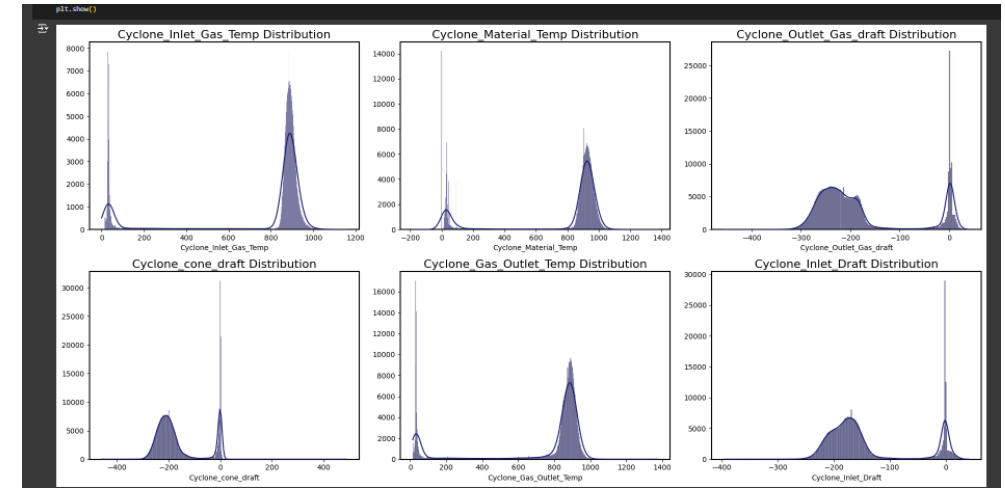 plt.show()
Cyclone_Inlet_Gas_Temp Distribution
8000
7000
6000
5000
4000
3000
2000
1000
0
0 200 400 600 800 1000 1200
Cyclone_Inlet_Gas_Temp
Cyclone_Material_Temp Distribution
14000
12000
10000
8000
6000
4000
2000
0
−200 0 200 400 600 800 1000 1200 1400
Cyclone_Material_Temp
Cyclone_Outlet_Gas_draft Distribution
25000
20000
15000
10000
5000
0
−400 −300 −200 −100 0
Cyclone_Outlet_Gas_draft
Cyclone_cone_draft Distribution
30000
25000
20000
15000
10000
5000
0
−400 −200 0 200 400
Cyclone_cone_draft
Cyclone_Gas_Outlet_Temp Distribution
16000
14000
12000
10000
8000
6000
4000
2000
0
0 200 400 600 800 1000 1200 1400
Cyclone_Gas_Outlet_Temp
Cyclone_Inlet_Draft Distribution
30000
25000
20000
15000
10000
5000
0
−400 −300 −200 −100 0
Cyclone_Inlet_Draft